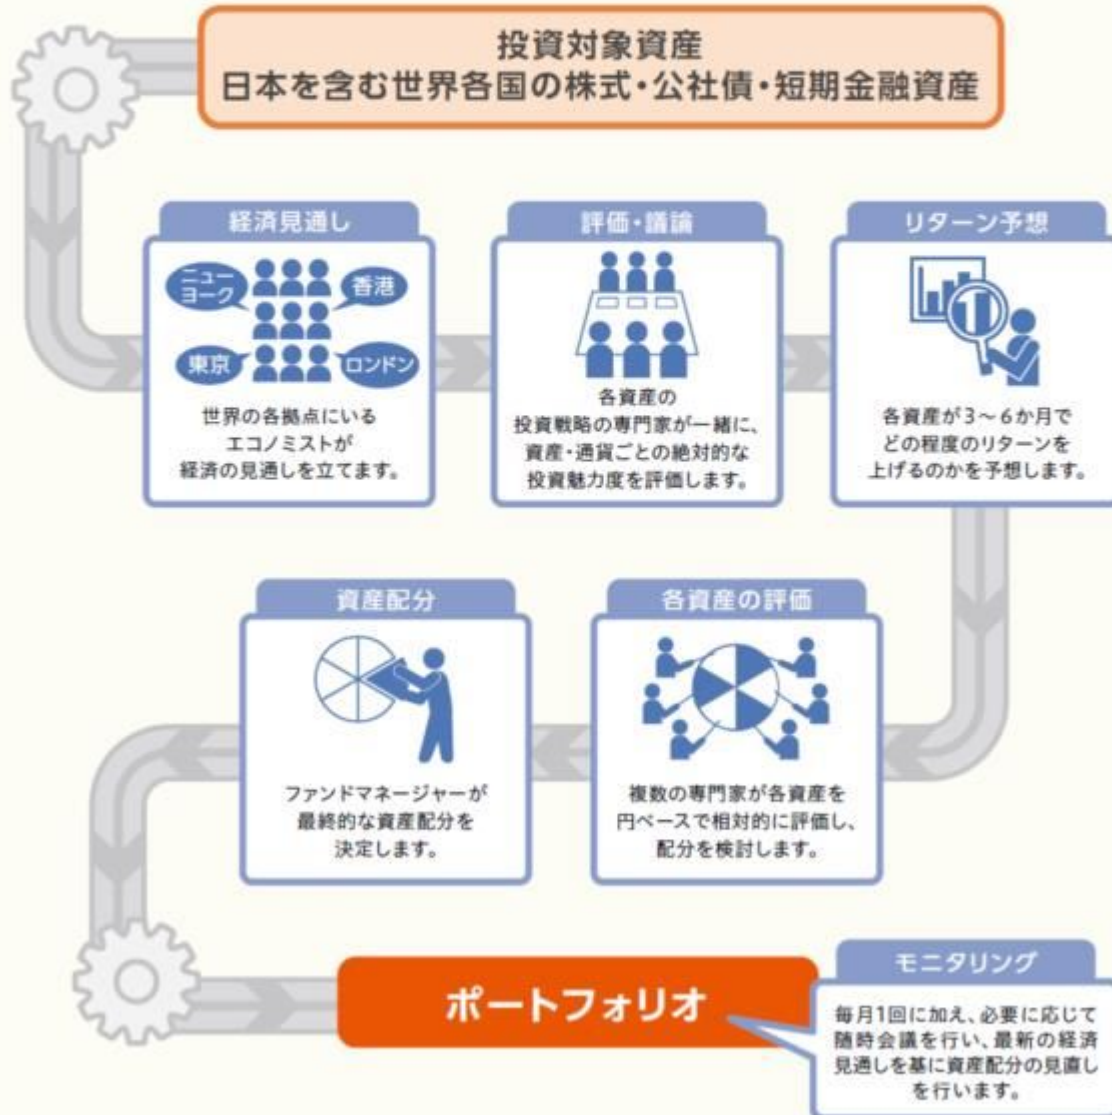 投資対象資産
日本を含む世界各国の株式・公社債・短期金融資産
経済見通し
ニュー
ヨーク
香港
東京
ロンドン
世界の各拠点にいる
エコノミストが
経済の見通しを立てます。
評価・議論
各資産の
投資戦略の専門家が一緒に、
資産・通貨ごとの絶対的な
投資魅力度を評価します。
リターン予想
1
各資産が3～6か月で
どの程度のリターンを
上げるのかを予想します。
各資産の評価
複数の専門家が各資産を
円ベースで相対的に評価し、
配分を検討します。
資産配分
ファンドマネージャーが
最終的な資産配分を
決定します。
ポートフォリオ
モニタリング
毎月1回に加え、必要に応じて
随時会議を行い、最新の経済
見通しを基に資産配分の見直し
を行います。